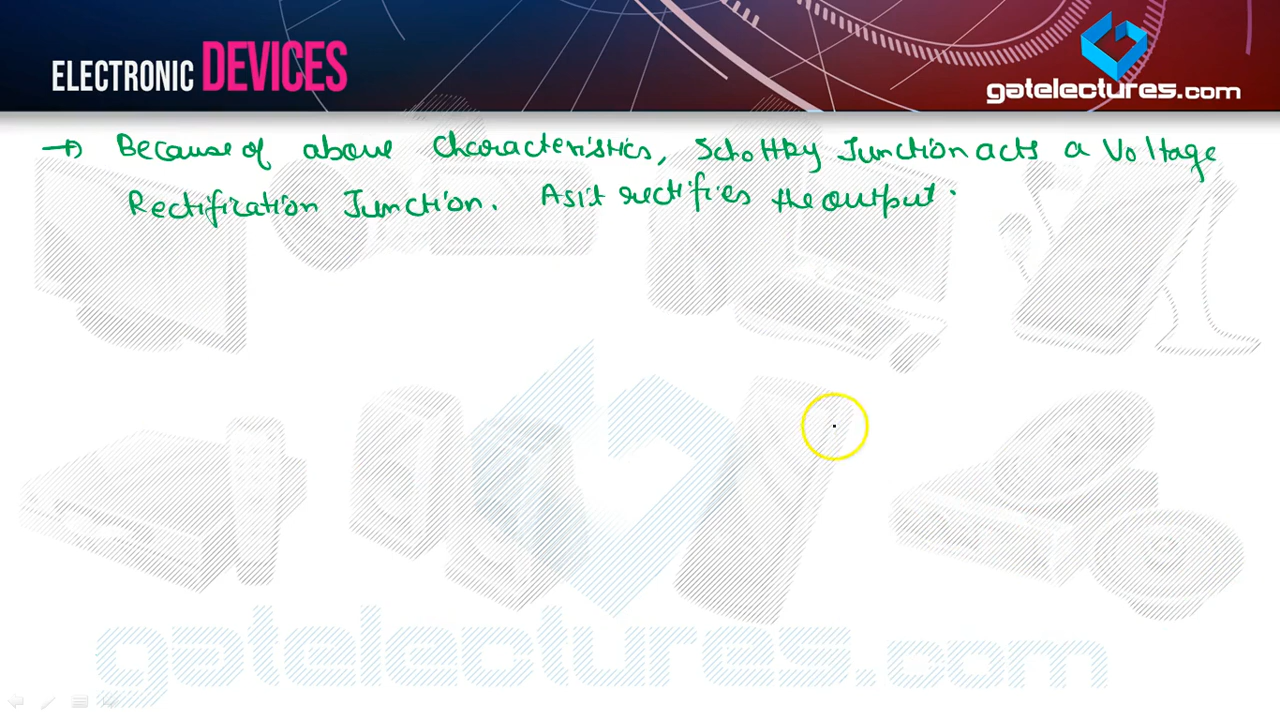 ELECTRONIC DEVICES
gatelectures.com
→ Because of above Characteristics, Schottky Junction acts a Voltage
Rectification Junction. As it rectifies the output.
gatelectures.com